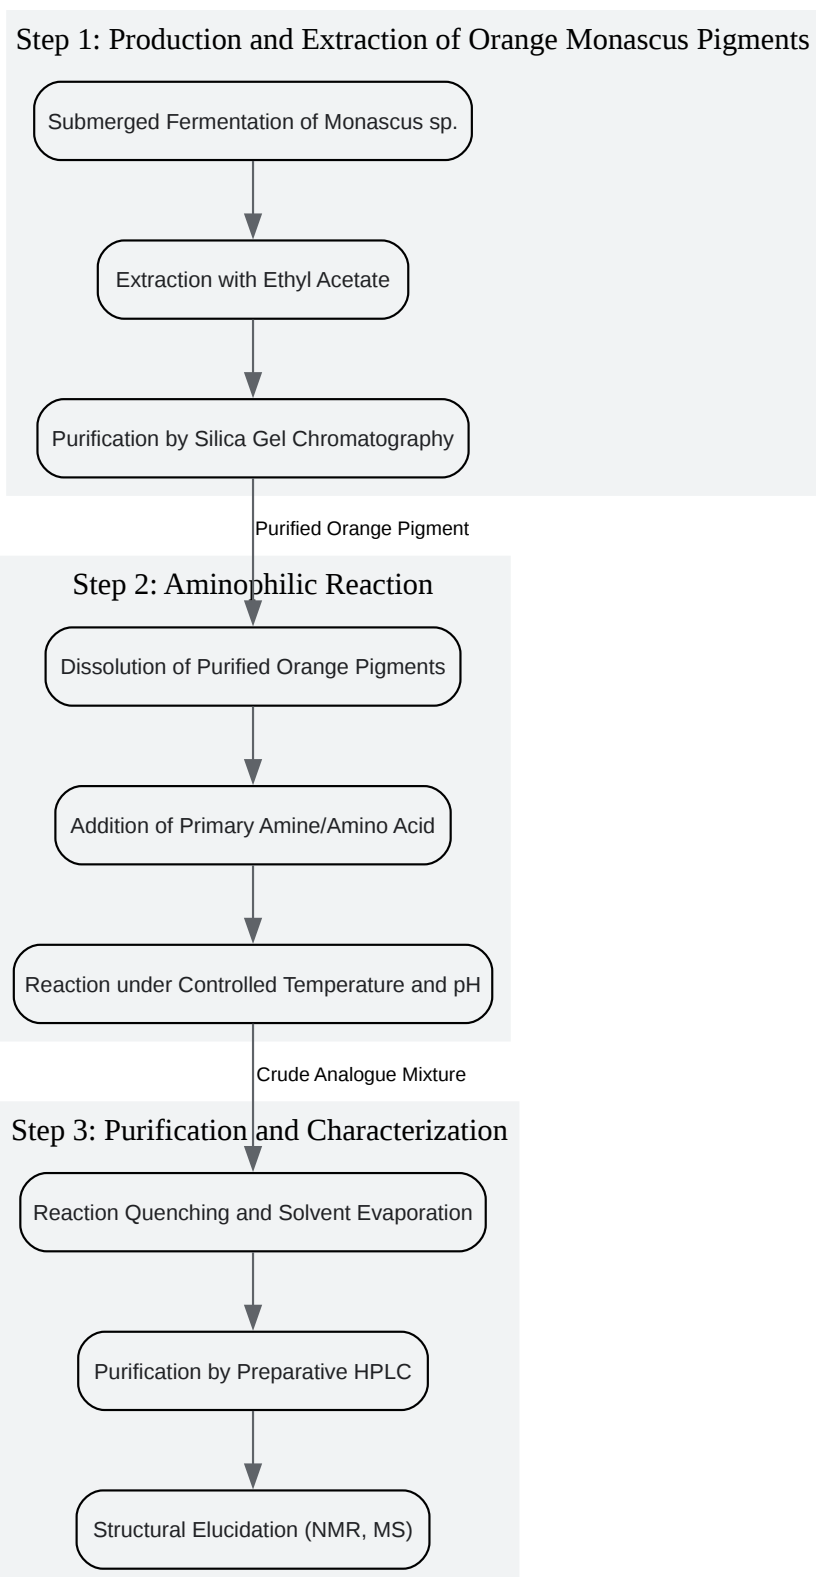 Step 1: Production and Extraction of Orange Monascus Pigments
Submerged Fermentation of Monascus sp.
Extraction with Ethyl Acetate
Purification by Silica Gel Chromatography
Purified Orange Pigment
Step 2: Aminophilic Reaction
Dissolution of Purified Orange Pigments
Addition of Primary Amine/Amino Acid
Reaction under Controlled Temperature and pH
Crude Analogue Mixture
Step 3: Purification and Characterization
Reaction Quenching and Solvent Evaporation
Purification by Preparative HPLC
Structural Elucidation (NMR, MS)